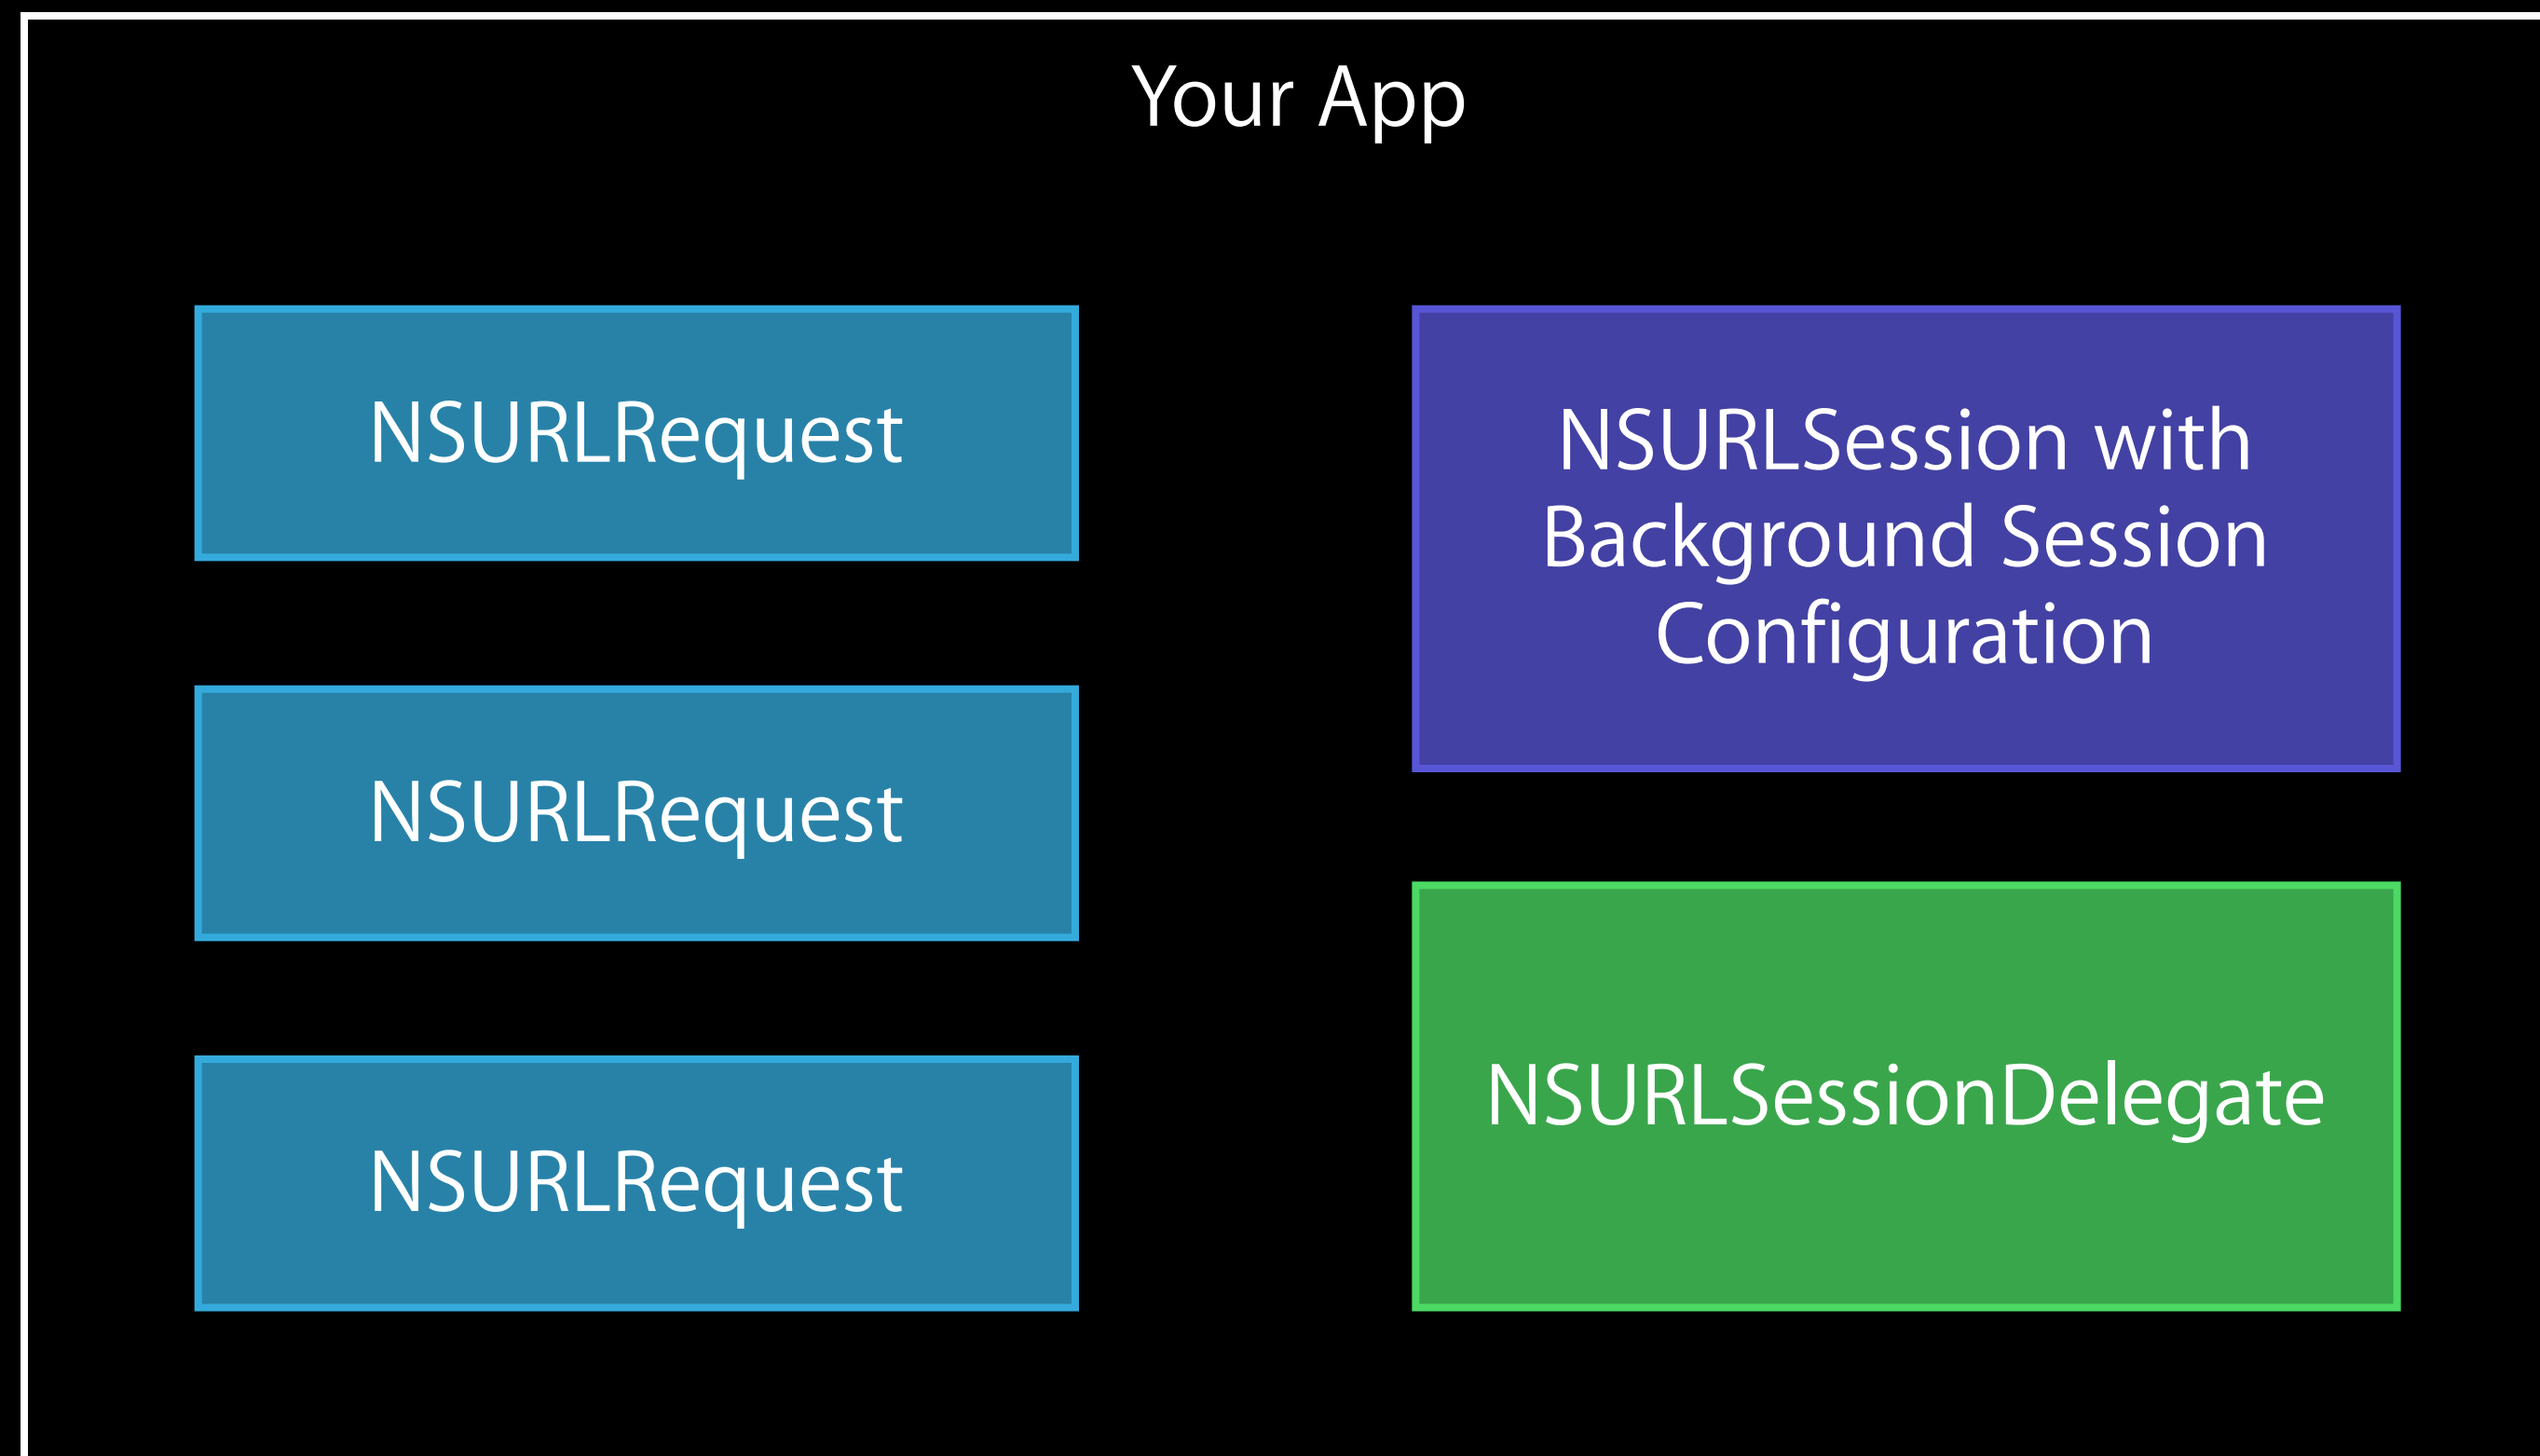 Your App
NSURLRequest
NSURLRequest
NSURLRequest
NSURLSession with
Background Session
Configuration
NSURLSessionDelegate